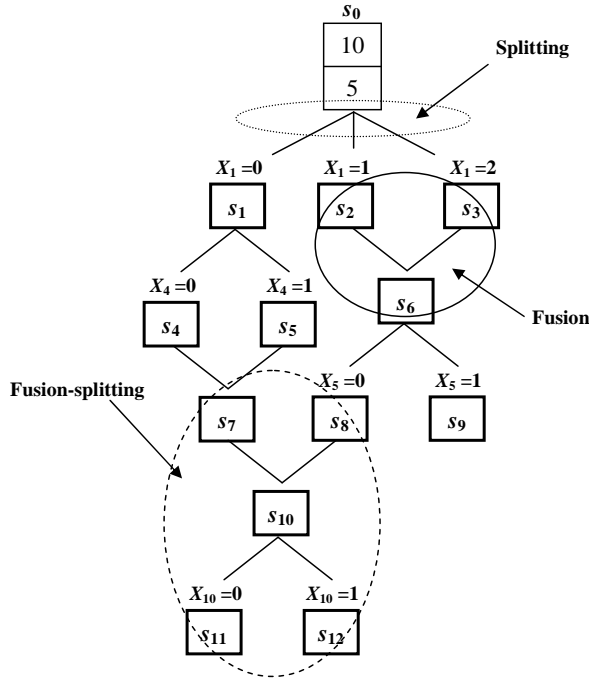 s0
10
Splitting
5
X1 =0 X1 =1 X1 =2
s1 s2 s3
X4 =0 X4 =1
s4 s5 s6
Fusion
Fusion-splitting
X5 =0 X5 =1
s7 s8 s9
s10
X10 =0 X10 =1
s11 s12